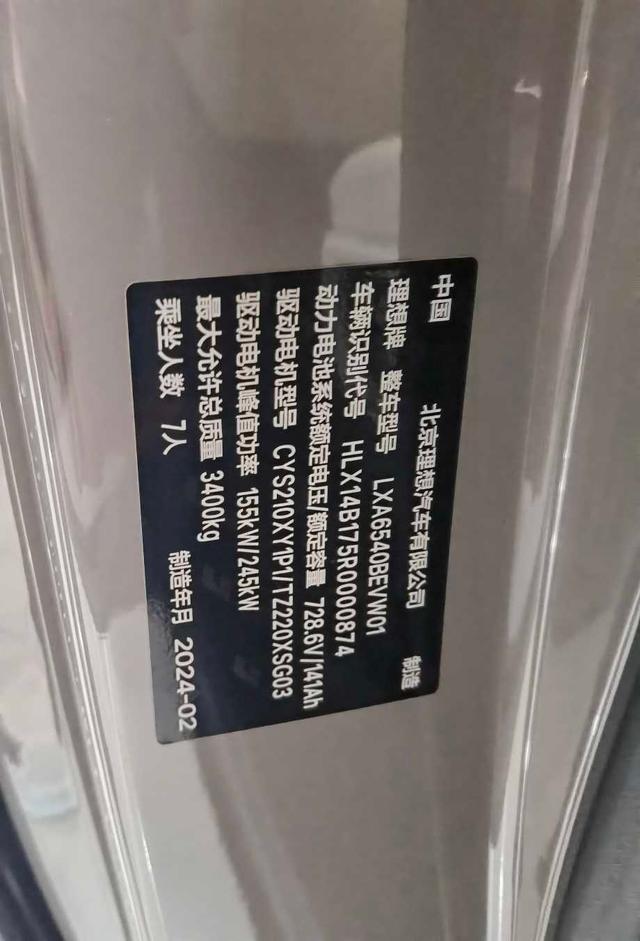 中国 北京理想汽车有限公司 制造
理想牌 整车型号 LXA6540BEVW01
车辆识别代号 HLX14B175R0000874
动力电池系统额定电压/额定容量 728.6V/141Ah
驱动电机型号 CYS210XY1P1/TZ220XSG03
驱动电机峰值功率 155kW/245kW
最大允许总质量 3400kg
乘坐人数 7人 制造年月 2024-02